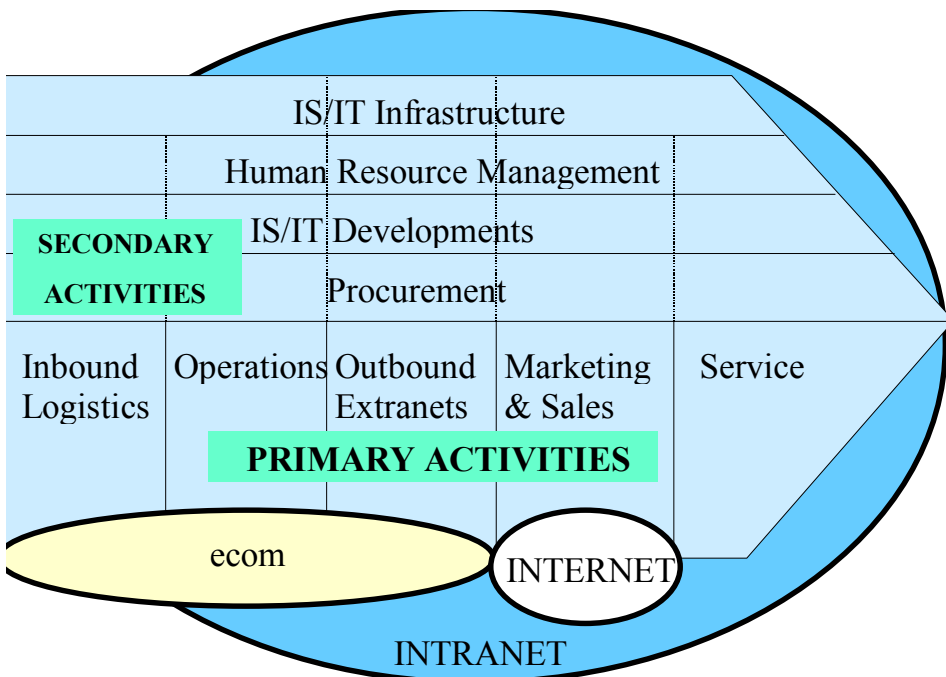 IS/IT Infrastructure
Human Resource Management
IS/IT Developments
SECONDARY
ACTIVITIES
Procurement
Inbound
Logistics
Operations
Outbound
Extranets
Marketing
& Sales
Service
PRIMARY ACTIVITIES
ecom
INTERNET
INTRANET